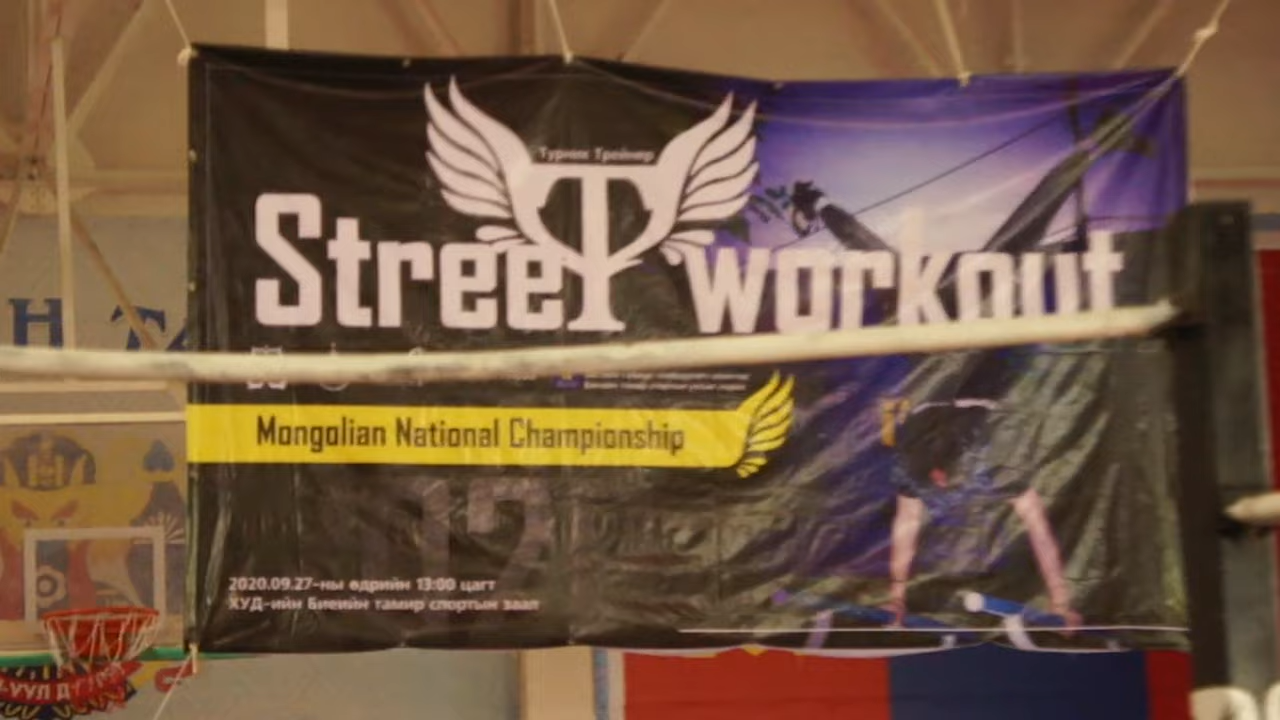 Турник Трейнер
StreeT workout
Mongolian National Championship
12
2020.09.27-ны өдрийн 13:00 цагт
ХУД-ийн Биеийн тамир спортын заал